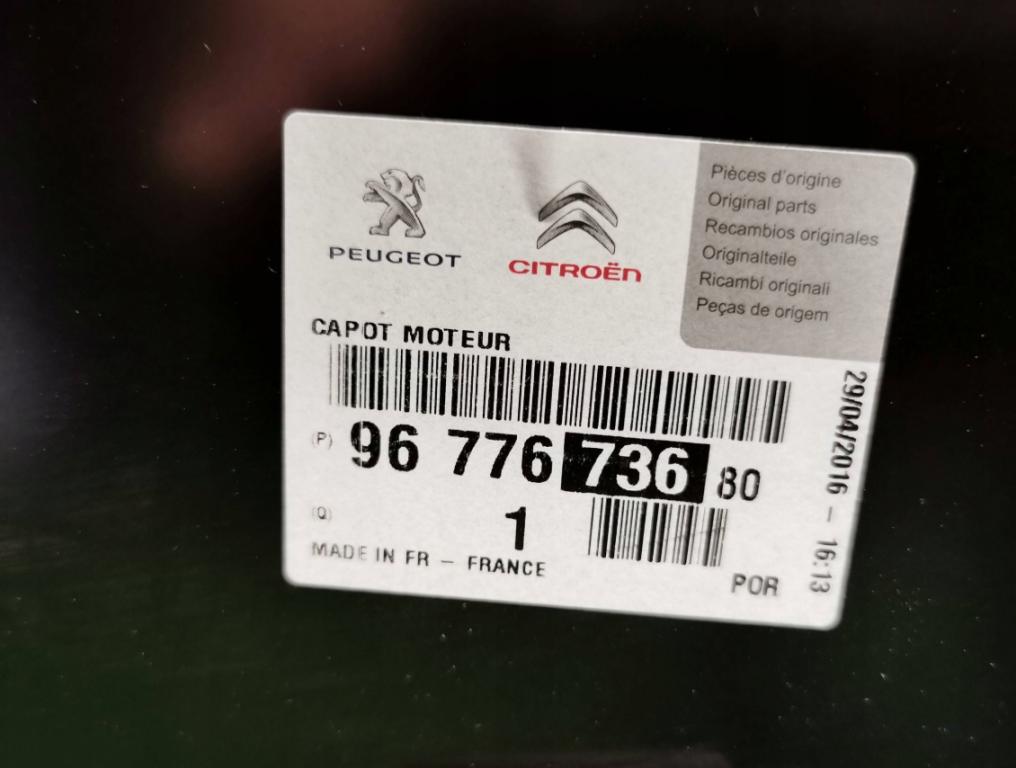 PEUGEOT
CITROËN
Pièces d'origine
Original parts
Recambios originales
Originalteile
Ricambi originali
Peças de origem
CAPOT MOTEUR
(P) 96 776 736 80
(Q) 1
MADE IN FR - FRANCE
POR
29/04/2016 - 16:13